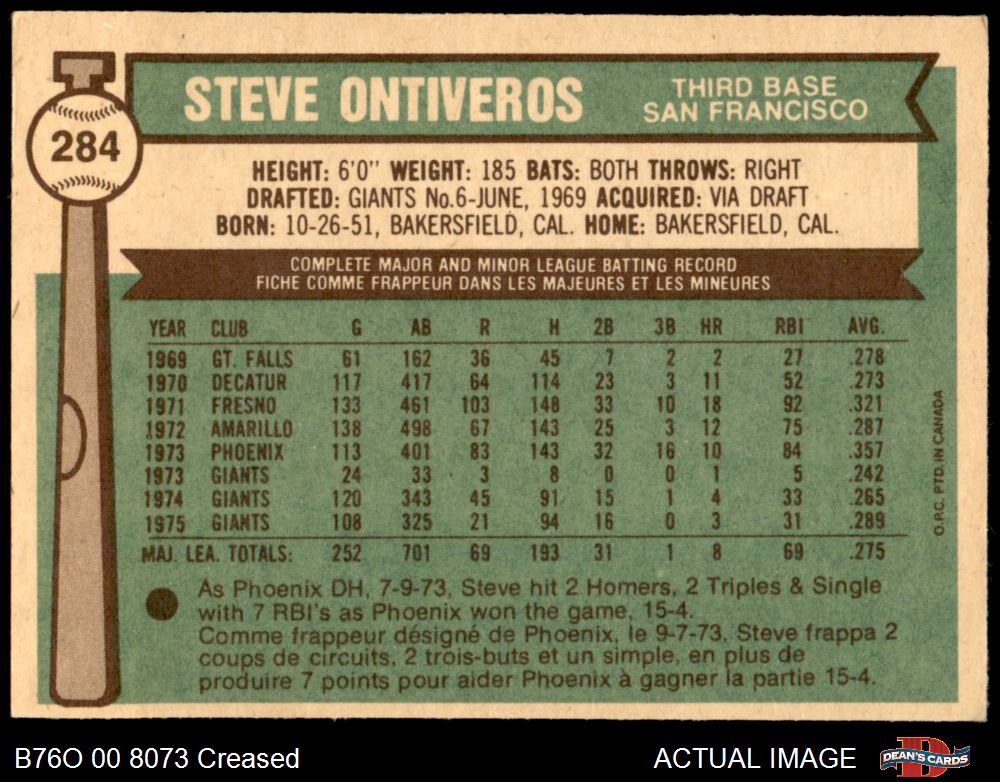 STEVE ONTIVEROS
THIRD BASE
SAN FRANCISCO
284
HEIGHT: 6'0" WEIGHT: 185 BATS: BOTH THROWS: RIGHT
DRAFTED: GIANTS No.6-JUNE, 1969 ACQUIRED: VIA DRAFT
BORN: 10-26-51, BAKERSFIELD, CAL. HOME: BAKERSFIELD, CAL.
COMPLETE MAJOR AND MINOR LEAGUE BATTING RECORD
FICHE COMME FRAPPEUR DANS LES MAJEURES ET LES MINEURES
YEAR CLUB G AB R H 2B 3B HR RBI AVG.
1969 GT. FALLS 61 162 36 45 7 2 2 27 .278
1970 DECATUR 117 417 64 114 23 3 11 52 .273
1971 FRESNO 133 461 103 148 33 10 18 92 .321
1972 AMARILLO 138 498 67 143 25 3 12 75 .287
1973 PHOENIX 113 401 83 143 32 16 10 84 .357
1973 GIANTS 24 33 3 8 0 0 1 5 .242
1974 GIANTS 120 343 45 91 15 1 4 33 .265
1975 GIANTS 108 325 21 94 16 0 3 31 .289
MAJ. LEA. TOTALS: 252 701 69 193 31 1 8 69 .275
As Phoenix DH, 7-9-73, Steve hit 2 Homers, 2 Triples & Single
with 7 RBI's as Phoenix won the game, 15-4.
Comme frappeur désigné de Phoenix, le 9-7-73, Steve frappa 2
coups de circuits, 2 trois-buts et un simple, en plus de
produire 7 points pour aider Phoenix à gagner la partie 15-4.
O.P.C. PTD. IN CANADA
B76O 00 8073 Creased
ACTUAL IMAGE
DEAN'S CARDS